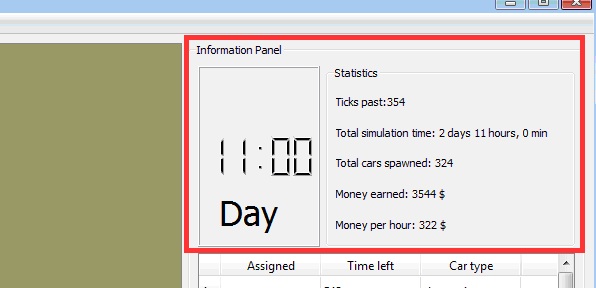 Information Panel
11:00
Day
Statistics
Ticks past:354
Total simulation time: 2 days 11 hours, 0 min
Total cars spawned: 324
Money earned: 3544 $
Money per hour: 322 $
Assigned Time left Car type